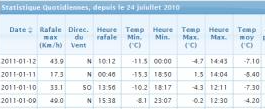 Statistique Quotidiennes, depuis le 24 juillet 2010
Date Rafale max (Km/h) Direc. du Vent Heure rafale Temp Min. (°C) Heure Min. Temp Max. (°C) Heure Max. Temp moy (°C)
2011-01-12 43.9 N 10:12 -11.5 00:00 -4.7 14:43 -7.10
2011-01-11 17.3 N 00:46 -15.3 18:50 1.5 14:04 -8.40
2011-01-10 33.1 SO 13:56 -10.2 18:17 -4.3 12:11 -7.30
2011-01-09 49.0 N 15:38 -8.1 23:07 -0.2 12:30 -4.20